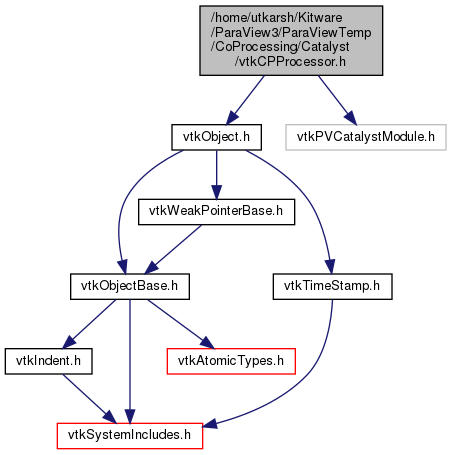 /home/utkarsh/Kitware
/ParaView3/ParaViewTemp
/CoProcessing/Catalyst
/vtkCPProcessor.h
vtkObject.h
vtkPVCatalystModule.h
vtkWeakPointerBase.h
vtkObjectBase.h
vtkTimeStamp.h
vtkIndent.h
vtkAtomicTypes.h
vtkSystemIncludes.h